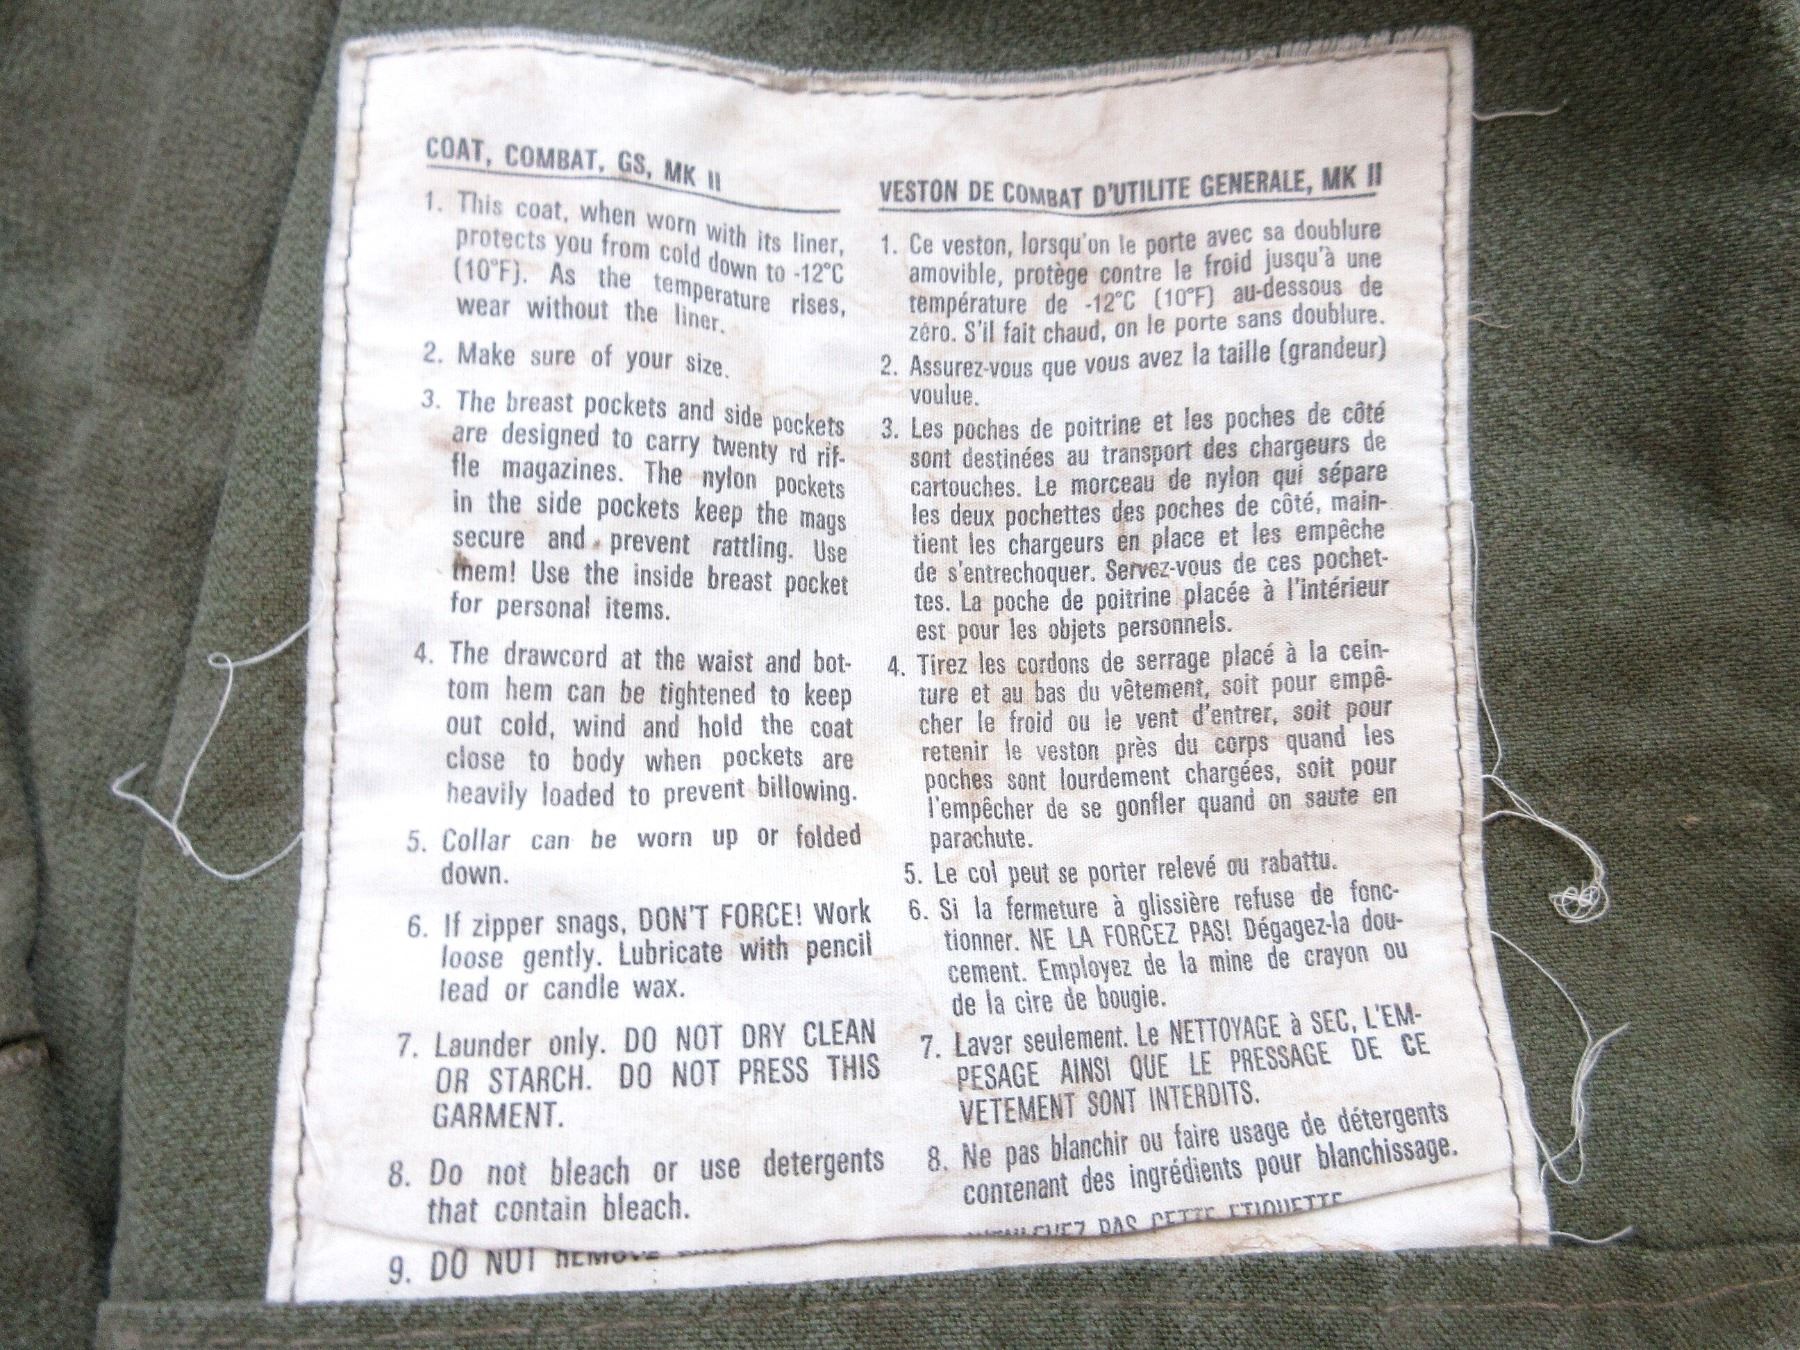 COAT, COMBAT, GS, MK II
1. This coat, when worn with its liner,
protects you from cold down to -12°C
(10°F). As the temperature rises,
wear without the liner.
2. Make sure of your size.
3. The breast pockets and side pockets
are designed to carry twenty rd rif-
fle magazines. The nylon pockets
in the side pockets keep the mags
secure and prevent rattling. Use
them! Use the inside breast pocket
for personal items.
4. The drawcord at the waist and bot-
tom hem can be tightened to keep
out cold, wind and hold the coat
close to body when pockets are
heavily loaded to prevent billowing.
5. Collar can be worn up or folded
down.
6. If zipper snags, DON'T FORCE! Work
loose gently. Lubricate with pencil
lead or candle wax.
7. Launder only. DO NOT DRY CLEAN
OR STARCH. DO NOT PRESS THIS
GARMENT.
8. Do not bleach or use detergents
that contain bleach.
9. DO NOT REMOVE
VESTON DE COMBAT D'UTILITE GENERALE, MK II
1. Ce veston, lorsqu'on le porte avec sa doublure
amovible, protège contre le froid jusqu'à une
température de -12°C (10°F) au-dessous de
zéro. S'il fait chaud, on le porte sans doublure.
2. Assurez-vous que vous avez la taille (grandeur)
voulue.
3. Les poches de poitrine et les poches de côté
sont destinées au transport des chargeurs de
cartouches. Le morceau de nylon qui sépare
les deux pochettes des poches de côté, main-
tient les chargeurs en place et les empêche
de s'entrechoquer. Servez-vous de ces pochet-
tes. La poche de poitrine placée à l'intérieur
est pour les objets personnels.
4. Tirez les cordons de serrage placé à la cein-
ture et au bas du vêtement, soit pour empê-
cher le froid ou le vent d'entrer, soit pour
retenir le veston près du corps quand les
poches sont lourdement chargées, soit pour
l'empêcher de se gonfler quand on saute en
parachute.
5. Le col peut se porter relevé ou rabattu.
6. Si la fermeture à glissière refuse de fonc-
tionner. NE LA FORCEZ PAS! Dégagez-la dou-
cement. Employez de la mine de crayon ou
de la cire de bougie.
7. Laver seulement. Le NETTOYAGE à SEC, L'EM-
PESAGE AINSI QUE LE PRESSAGE DE CE
VETEMENT SONT INTERDITS.
8. Ne pas blanchir ou faire usage de détergents
contenant des ingrédients pour blanchissage.
PAS CETTE ETIQUETTE